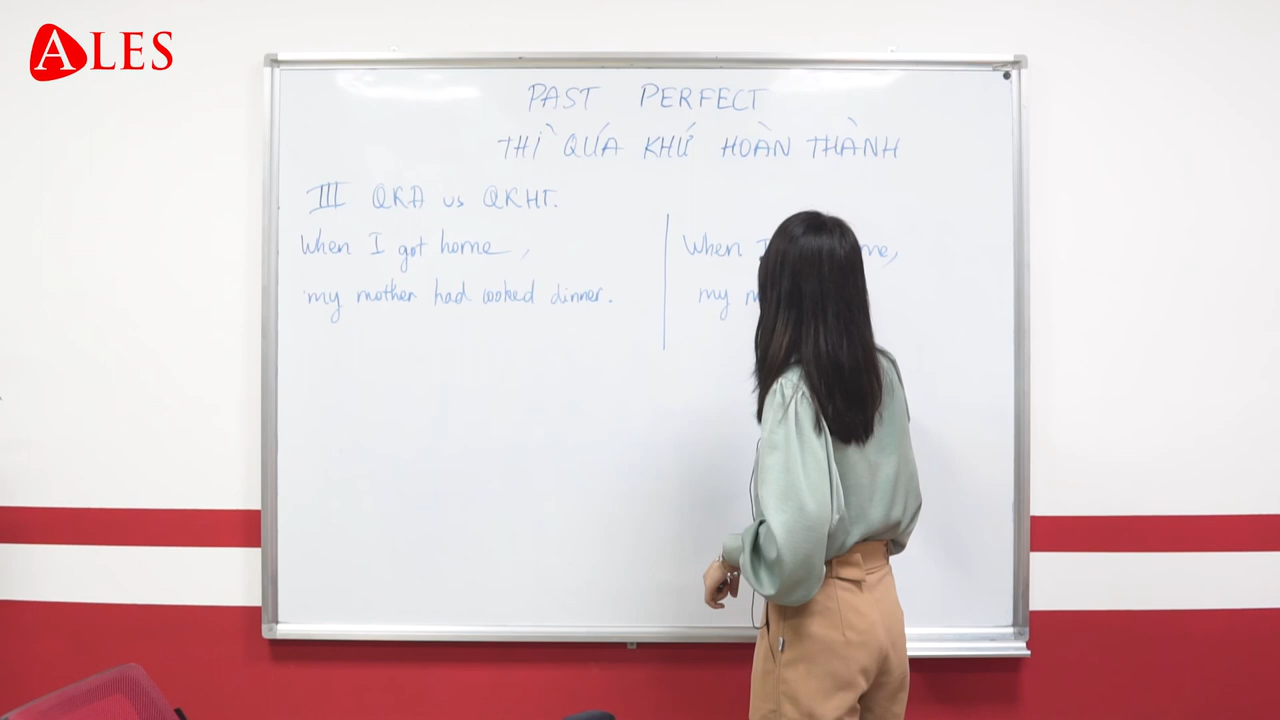 ALES
PAST PERFECT
THÌ QUÁ KHỨ HOÀN THÀNH
III QKĐ vs QKHT.
When I got home,
my mother had cooked dinner.
When
my